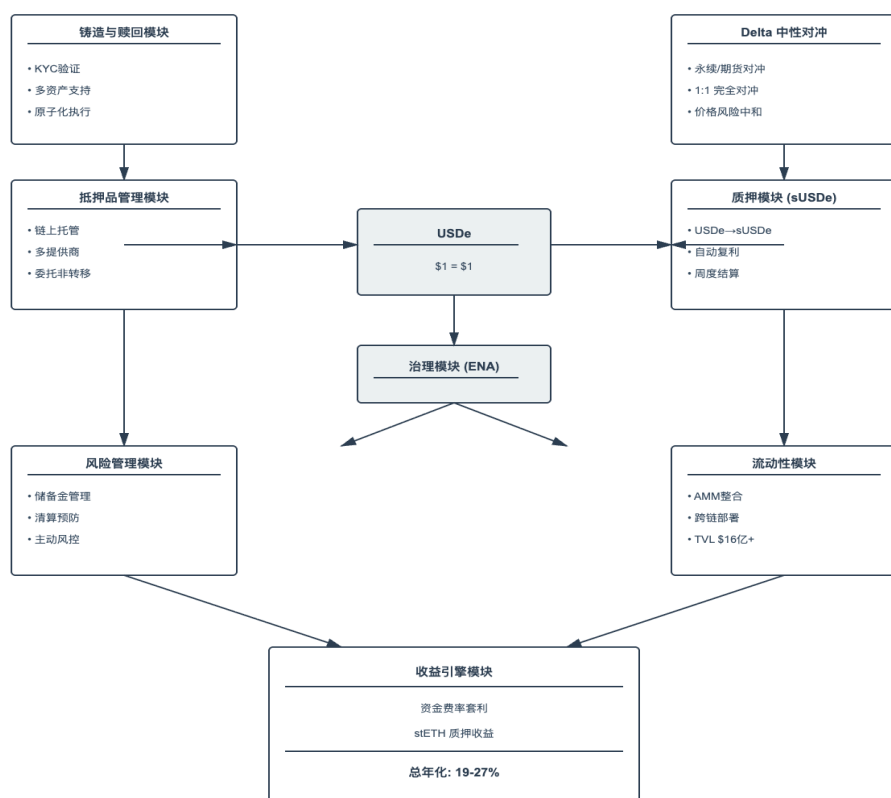 铸造与赎回模块
• KYC验证
• 多资产支持
• 原子化执行
Delta 中性对冲
• 永续/期货对冲
• 1:1 完全对冲
• 价格风险中和
抵押品管理模块
• 链上托管
• 多提供商
• 委托非转移
USDe
$1 = $1
质押模块 (sUSDe)
• USDe→sUSDe
• 自动复利
• 周度结算
治理模块 (ENA)
风险管理模块
• 储备金管理
• 清算预防
• 主动风控
流动性模块
• AMM整合
• 跨链部署
• TVL $16亿+
收益引擎模块
资金费率套利
stETH 质押收益
总年化: 19-27%